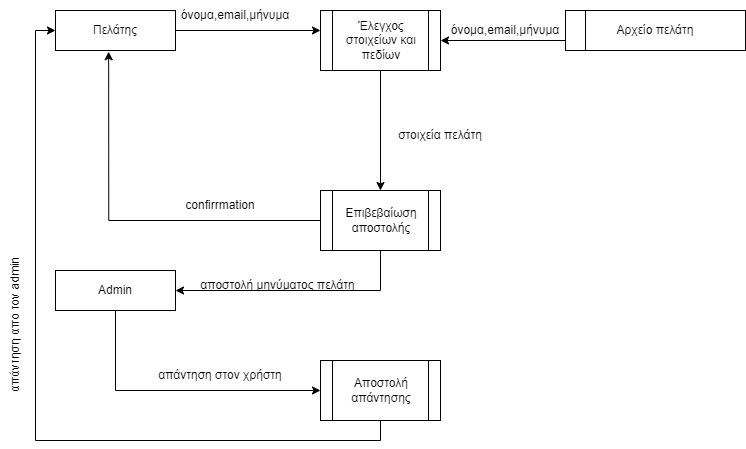 όνομα,email,μήνυμα
Πελάτης
Έλεγχος
στοιχείων και
πεδίων
όνομα,email,μήνυμα
Αρχείο πελάτη
στοιχεία πελάτη
confirrmation
Επιβεβαίωση
αποστολής
απάντηση απο τον admin
Admin
αποστολή μηνύματος πελάτη
απάντηση στον χρήστη
Αποστολή
απάντησης